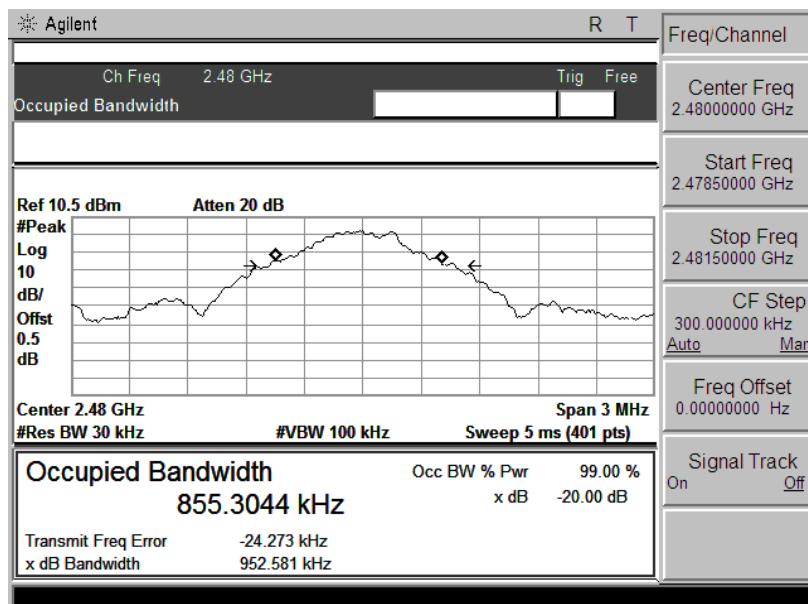 Agilent R T
Ch Freq 2.48 GHz Trig Free
Occupied Bandwidth
Ref 10.5 dBm Atten 20 dB
#Peak
Log
10
dB/
Offst
0.5
dB
Center 2.48 GHz Span 3 MHz
#Res BW 30 kHz #VBW 100 kHz Sweep 5 ms (401 pts)
Occupied Bandwidth
855.3044 kHz
Occ BW % Pwr 99.00 %
x dB -20.00 dB
Transmit Freq Error -24.273 kHz
x dB Bandwidth 952.581 kHz
Freq/Channel
Center Freq
2.48000000 GHz
Start Freq
2.47850000 GHz
Stop Freq
2.48150000 GHz
CF Step
300.000000 kHz
Auto Mar
Freq Offset
0.00000000 Hz
Signal Track
On Off